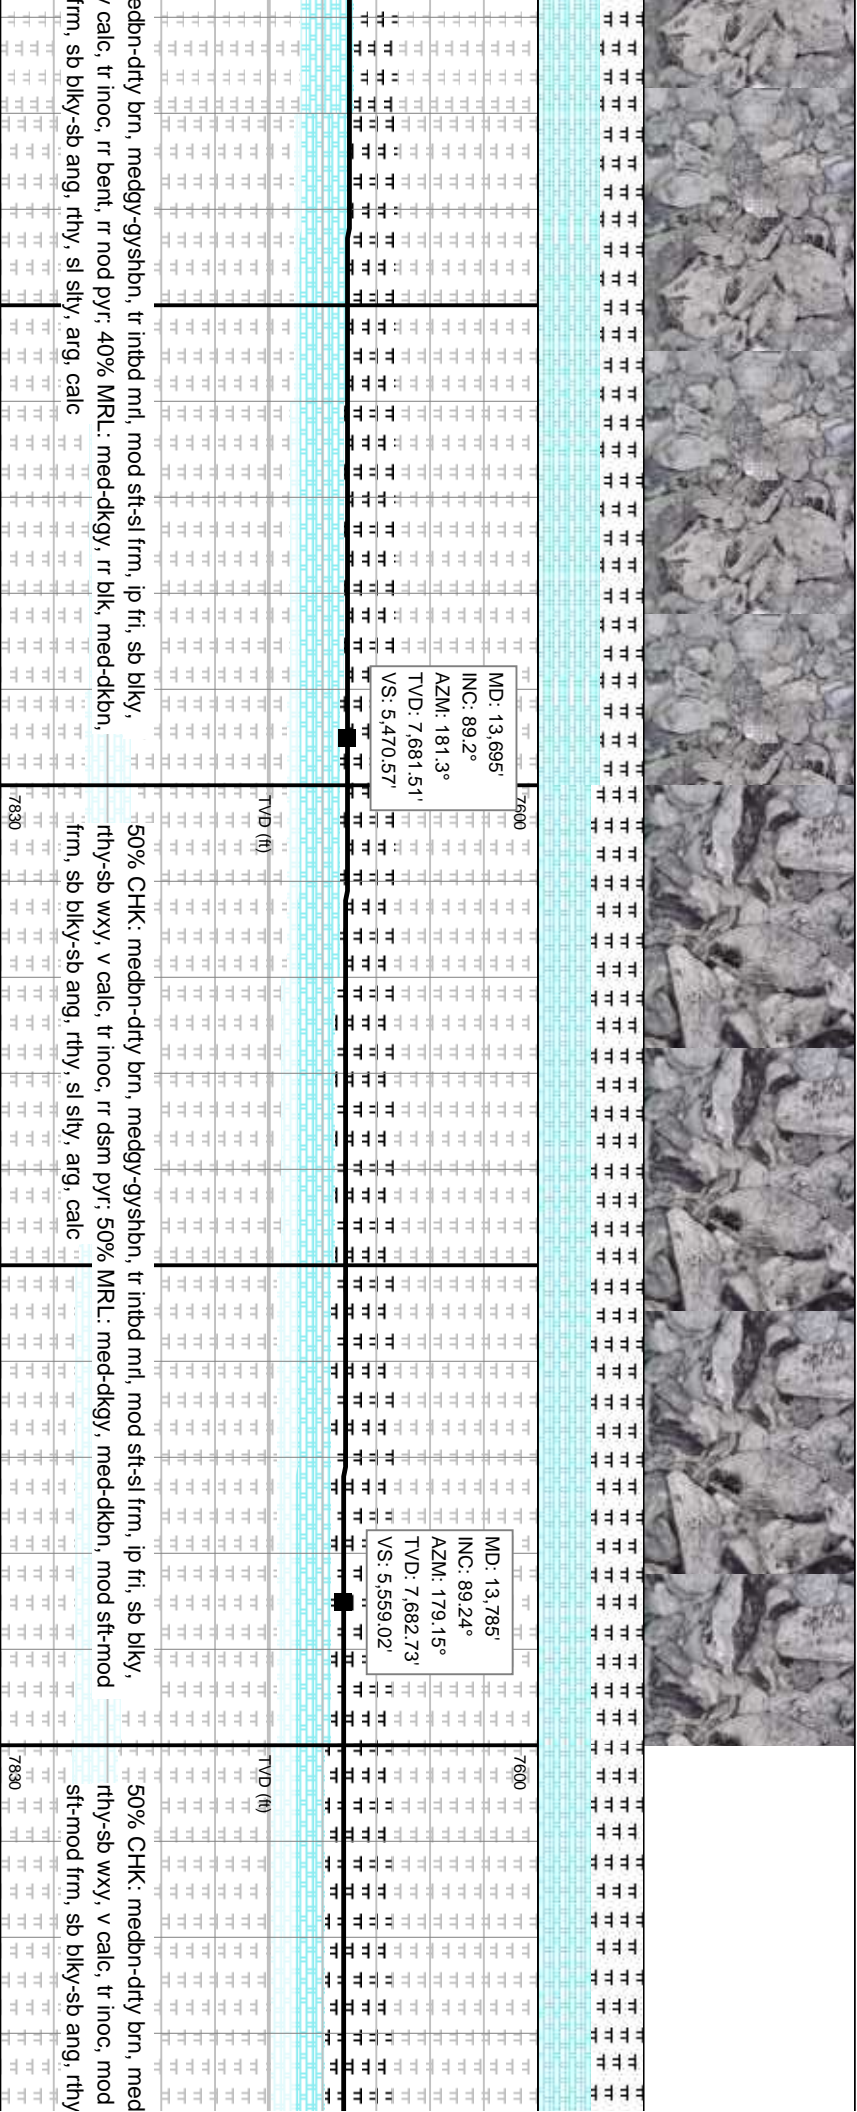 edbn-drty brn, medgy-gyshbn, tr intbd mrl, mod sft-sl frm, ip fri, sb blky,
calc, tr inoc, rr bent, rr nod pyr; 40% MRL: med-dkgy, rr blk, med-dkbn,
frm, sb blky-sb ang, rthy, sl slty, arg, calc
MD: 13,695'
INC: 89.2°
AZM: 181.3°
TVD: 7,681.51'
VS: 5,470.57'
7600
TVD (ft)
7830
50% CHK: medbn-drty brn, medgy-gyshbn, tr intbd mrl, mod sft-sl frm, ip fri, sb blky,
rthy-sb wxy, v calc, tr inoc, rr dsm pyr; 50% MRL: med-dkgy, med-dkbn, mod sft-mod
frm, sb blky-sb ang, rthy, sl slty, arg, calc
MD: 13,785'
INC: 89.24°
AZM: 179.15°
TVD: 7,682.73'
VS: 5,559.02'
7600
TVD (ft)
7830
50% CHK: medbn-drty brn, med
rthy-sb wxy, v calc, tr inoc, mod
sft-mod frm, sb blky-sb ang, rthy